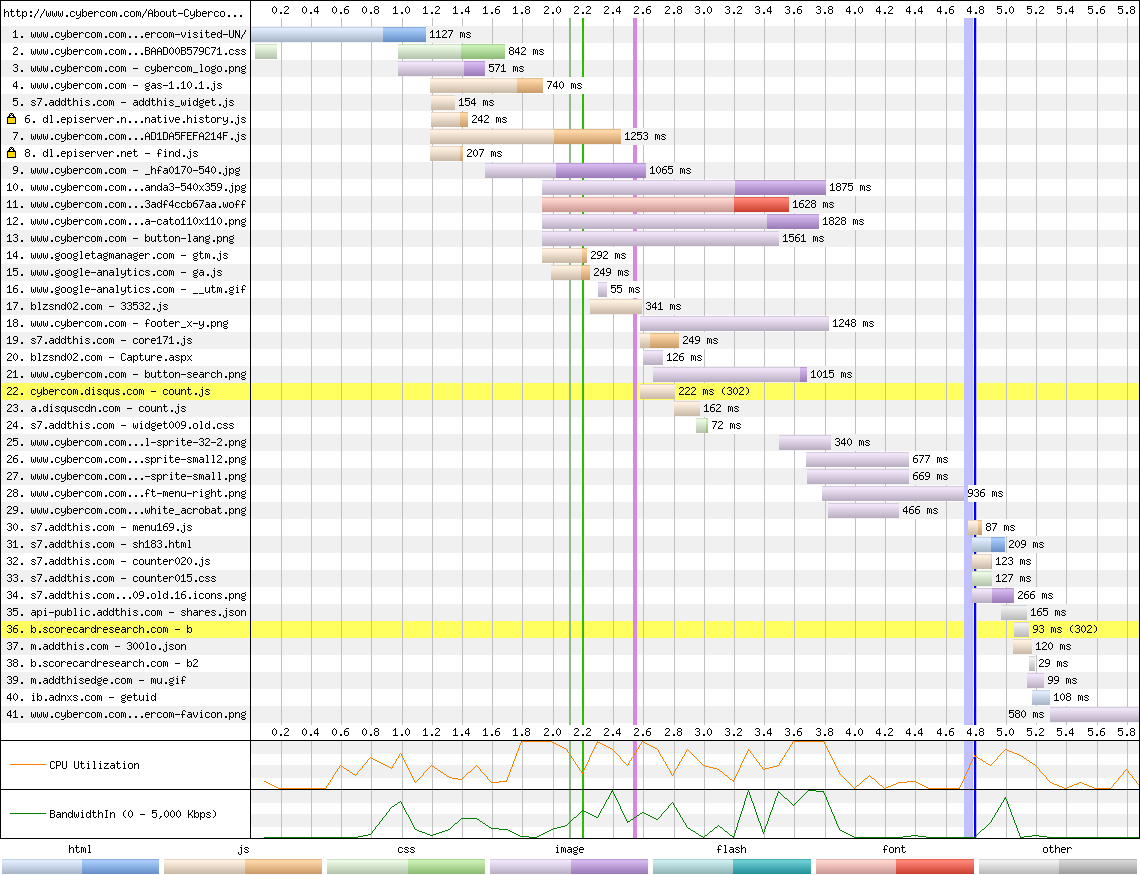 http://www.cybercom.com/About-Cyberco... 0.2 0.4 0.6 0.8 1.0 1.2 1.4 1.6 1.8 2.0 2.2 2.4 2.6 2.8 3.0 3.2 3.4 3.6 3.8 4.0 4.2 4.4 4.6 4.8 5.0 5.2 5.4 5.6 5.8
1. www.cybercom.com...ercom-visited-UN/ 1127 ms
2. www.cybercom.com...BAAD00B579C71.css 842 ms
3. www.cybercom.com - cybercom_logo.png 571 ms
4. www.cybercom.com - gas-1.10.1.js 740 ms
5. s7.addthis.com - addthis_widget.js 154 ms
6. dl.episerver.n...native.history.js 242 ms
7. www.cybercom.com...AD1DA5FEFA214F.js 1253 ms
8. dl.episerver.net - find.js 207 ms
9. www.cybercom.com - _hfa0170-540.jpg 1065 ms
10. www.cybercom.com...anda3-540x359.jpg 1875 ms
11. www.cybercom.com...3adf4ccb67aa.woff 1628 ms
12. www.cybercom.com...a-cato110x110.png 1828 ms
13. www.cybercom.com - button-lang.png 1561 ms
14. www.googletagmanager.com - gtm.js 292 ms
15. www.google-analytics.com - ga.js 249 ms
16. www.google-analytics.com - __utm.gif 55 ms
17. blzsnd02.com - 33532.js 341 ms
18. www.cybercom.com - footer_x-y.png 1248 ms
19. s7.addthis.com - core171.js 249 ms
20. blzsnd02.com - Capture.aspx 126 ms
21. www.cybercom.com - button-search.png 1015 ms
22. cybercom.disqus.com - count.js 222 ms (302)
23. a.disquscdn.com - count.js 162 ms
24. s7.addthis.com - widget009.old.css 72 ms
25. www.cybercom.com...l-sprite-32-2.png 340 ms
26. www.cybercom.com...sprite-small2.png 677 ms
27. www.cybercom.com...-sprite-small.png 669 ms
28. www.cybercom.com...ft-menu-right.png 936 ms
29. www.cybercom.com...white_acrobat.png 466 ms
30. s7.addthis.com - menu169.js 87 ms
31. s7.addthis.com - sh183.html 209 ms
32. s7.addthis.com - counter020.js 123 ms
33. s7.addthis.com - counter015.css 127 ms
34. s7.addthis.com...09.old.16.icons.png 266 ms
35. api-public.addthis.com - shares.json 165 ms
36. b.scorecardresearch.com - b 93 ms (302)
37. m.addthis.com - 300lo.json 120 ms
38. b.scorecardresearch.com - b2 29 ms
39. m.addthisedge.com - mu.gif 99 ms
40. ib.adnxs.com - getuid 108 ms
41. www.cybercom.com...ercom-favicon.png 580 ms
0.2 0.4 0.6 0.8 1.0 1.2 1.4 1.6 1.8 2.0 2.2 2.4 2.6 2.8 3.0 3.2 3.4 3.6 3.8 4.0 4.2 4.4 4.6 4.8 5.0 5.2 5.4 5.6 5.8
CPU Utilization
BandwidthIn (0 - 5,000 Kbps)
html js css image flash font other